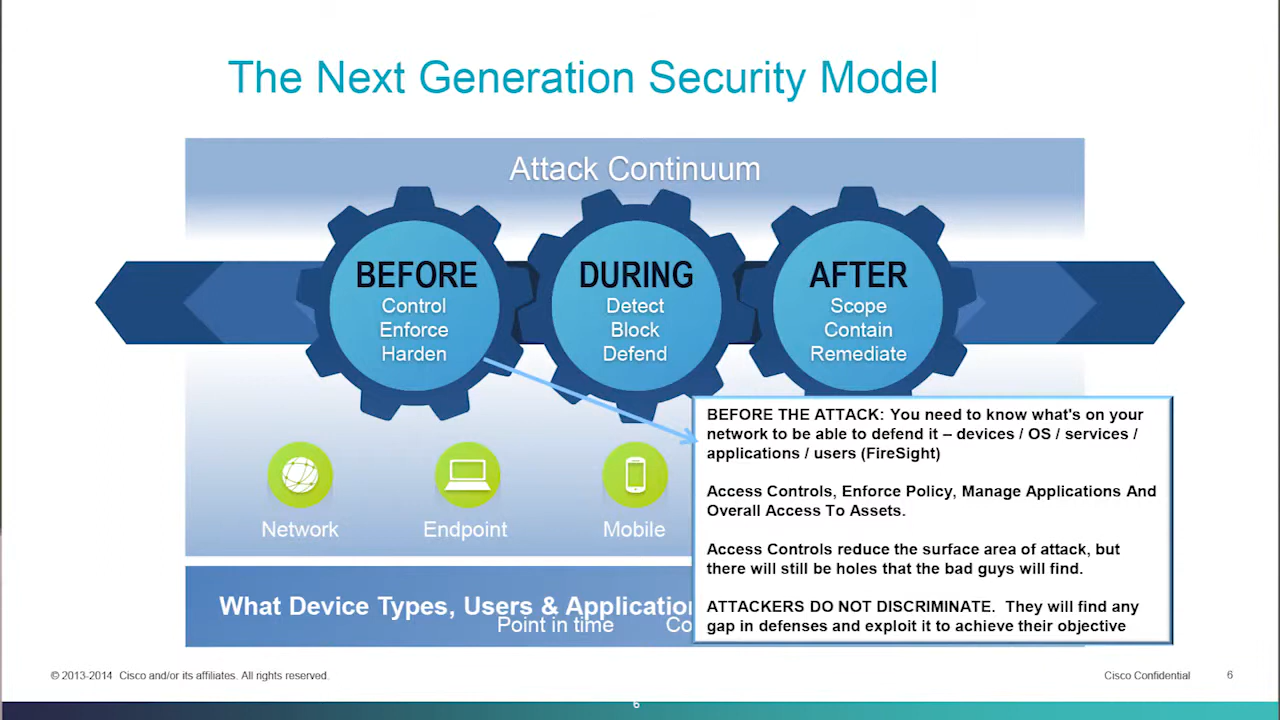 The Next Generation Security Model
Attack Continuum
BEFORE
Control
Enforce
Harden
DURING
Detect
Block
Defend
AFTER
Scope
Contain
Remediate
BEFORE THE ATTACK: You need to know what's on your
network to be able to defend it – devices / OS / services /
applications / users (FireSight)
Access Controls, Enforce Policy, Manage Applications And
Overall Access To Assets.
Access Controls reduce the surface area of attack, but
there will still be holes that the bad guys will find.
ATTACKERS DO NOT DISCRIMINATE. They will find any
gap in defenses and exploit it to achieve their objective
Network
Endpoint
Mobile
What Device Types, Users &
Point in time
© 2013-2014 Cisco and/or its affiliates. All rights reserved.
Cisco Confidential
6
6